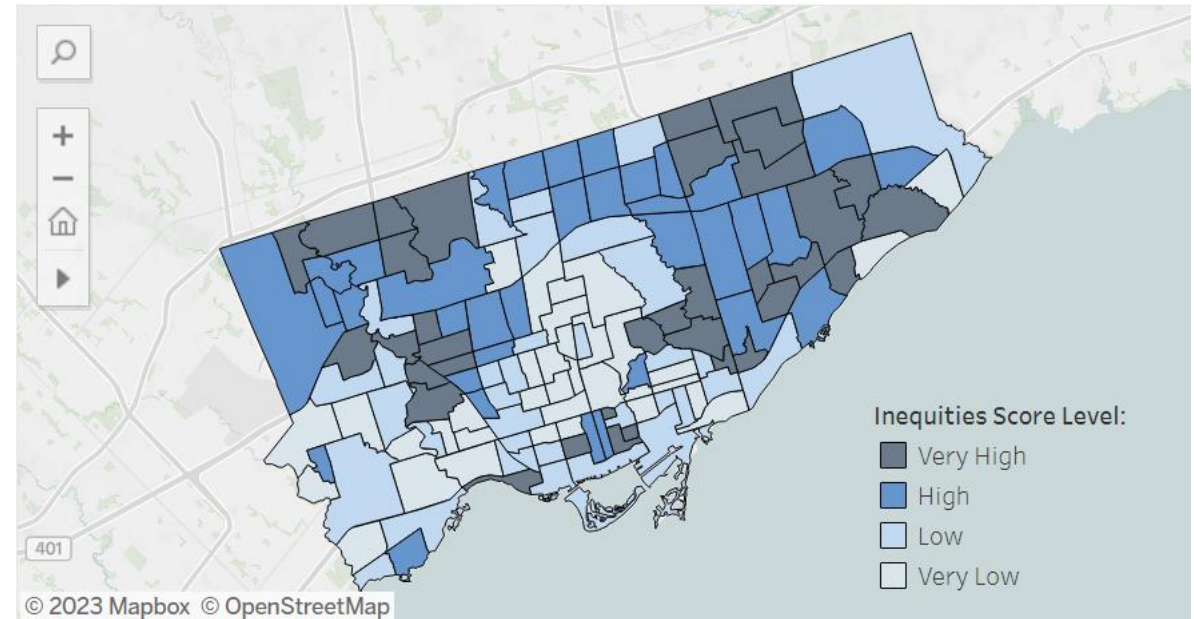 Inequities Score Level:
Very High
High
Low
Very Low
401
© 2023 Mapbox © OpenStreetMap